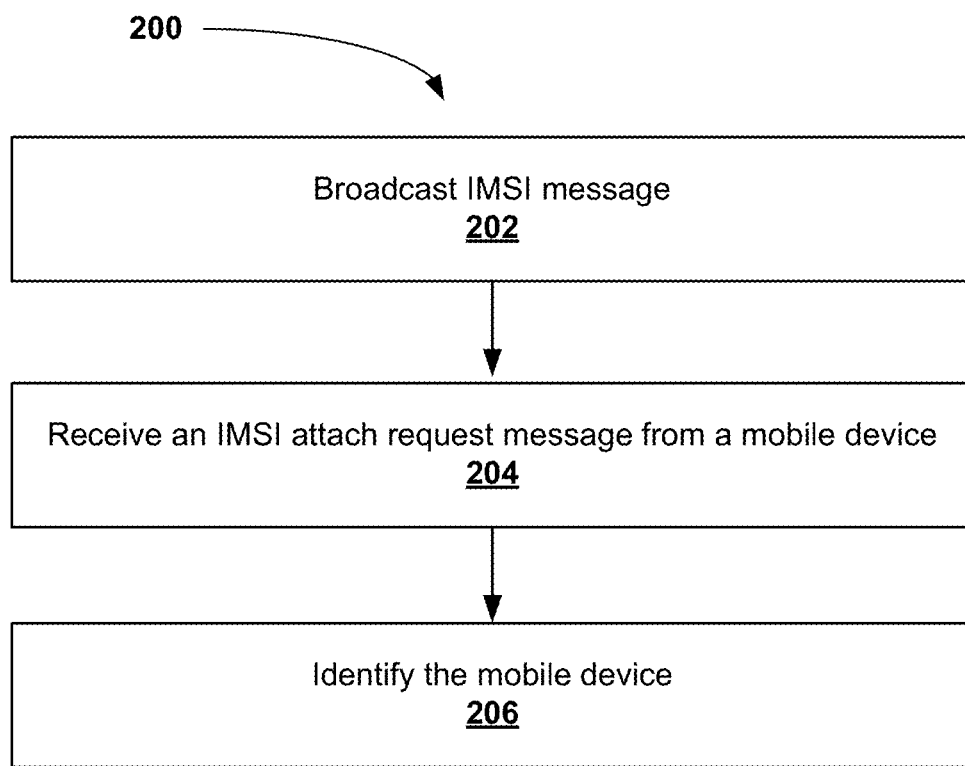 200
Broadcast IMSI message
202
Receive an IMSI attach request message from a mobile device
204
Identify the mobile device
206